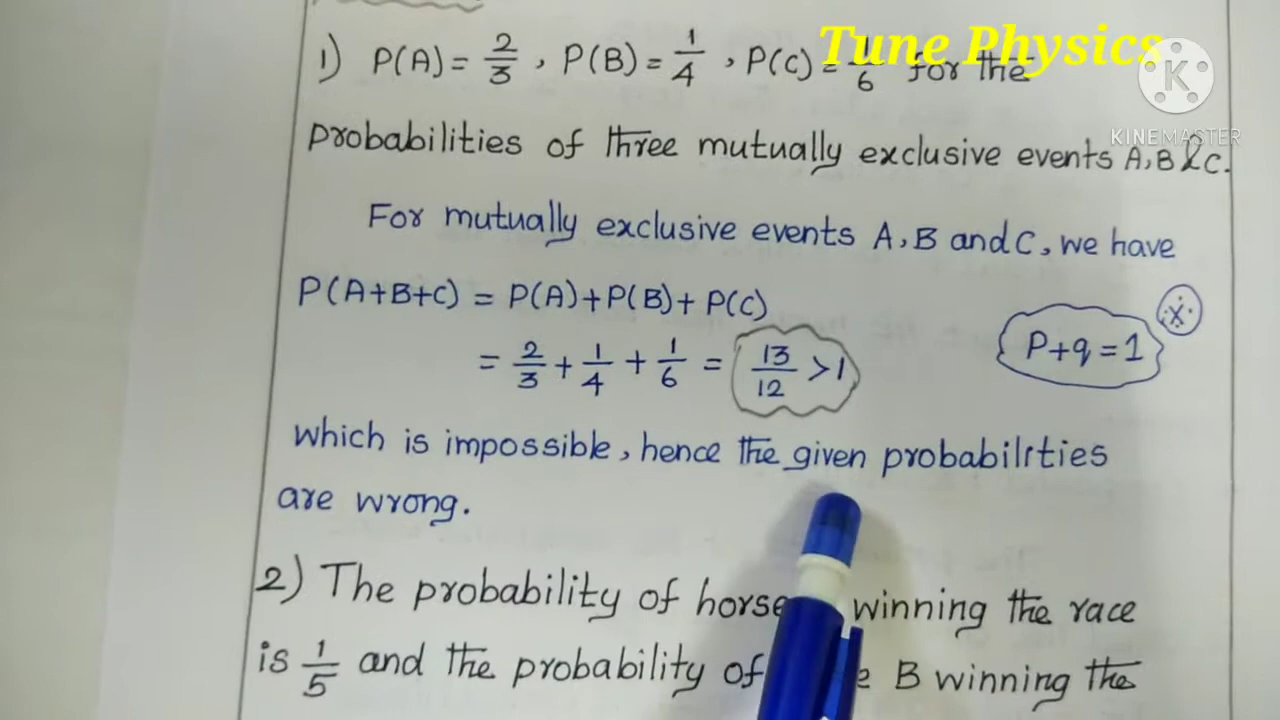 Tune Physics
KINEMASTER
1) P(A) = 2/3 , P(B) = 1/4 , P(C) = 1/6 for the
probabilities of three mutually exclusive events A, B & C.
For mutually exclusive events A, B and C, we have
P(A+B+C) = P(A)+P(B)+P(C)
= 2/3 + 1/4 + 1/6 = 13/12 > 1
P+q = 1
which is impossible, hence the given probabilities
are wrong.
2) The probability of horse winning the race
is 1/5 and the probability of B winning the